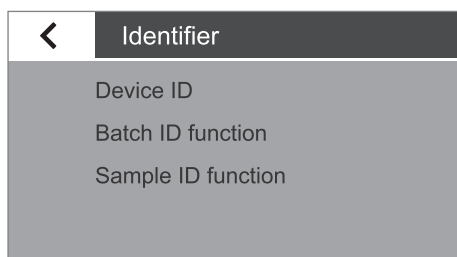 Identifier
Device ID
Batch ID function
Sample ID function